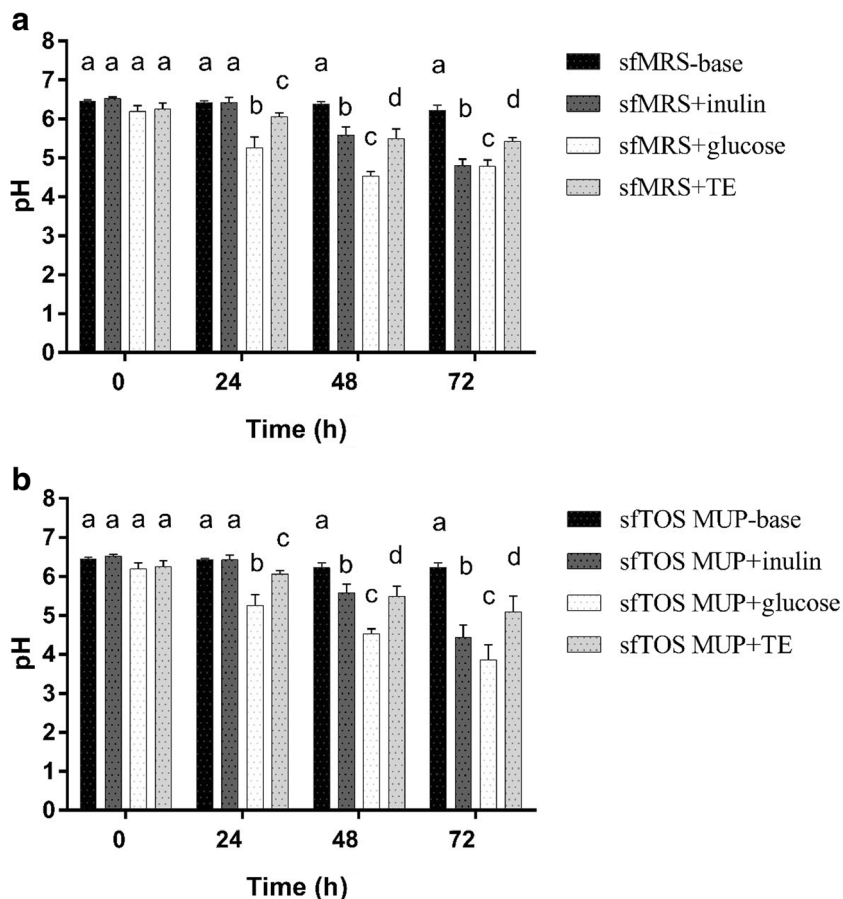 a
8
7
6
5
4
3
2
1
0
pH
a a a a
a a b c
a b c d
a b c d
0 24 48 72
Time (h)
sfMRS-base
sfMRS+inulin
sfMRS+glucose
sfMRS+TE
b
8
7
6
5
4
3
2
1
0
pH
a a a a
a a b c
a b c d
a b c d
0 24 48 72
Time (h)
sfTOS MUP-base
sfTOS MUP+inulin
sfTOS MUP+glucose
sfTOS MUP+TE